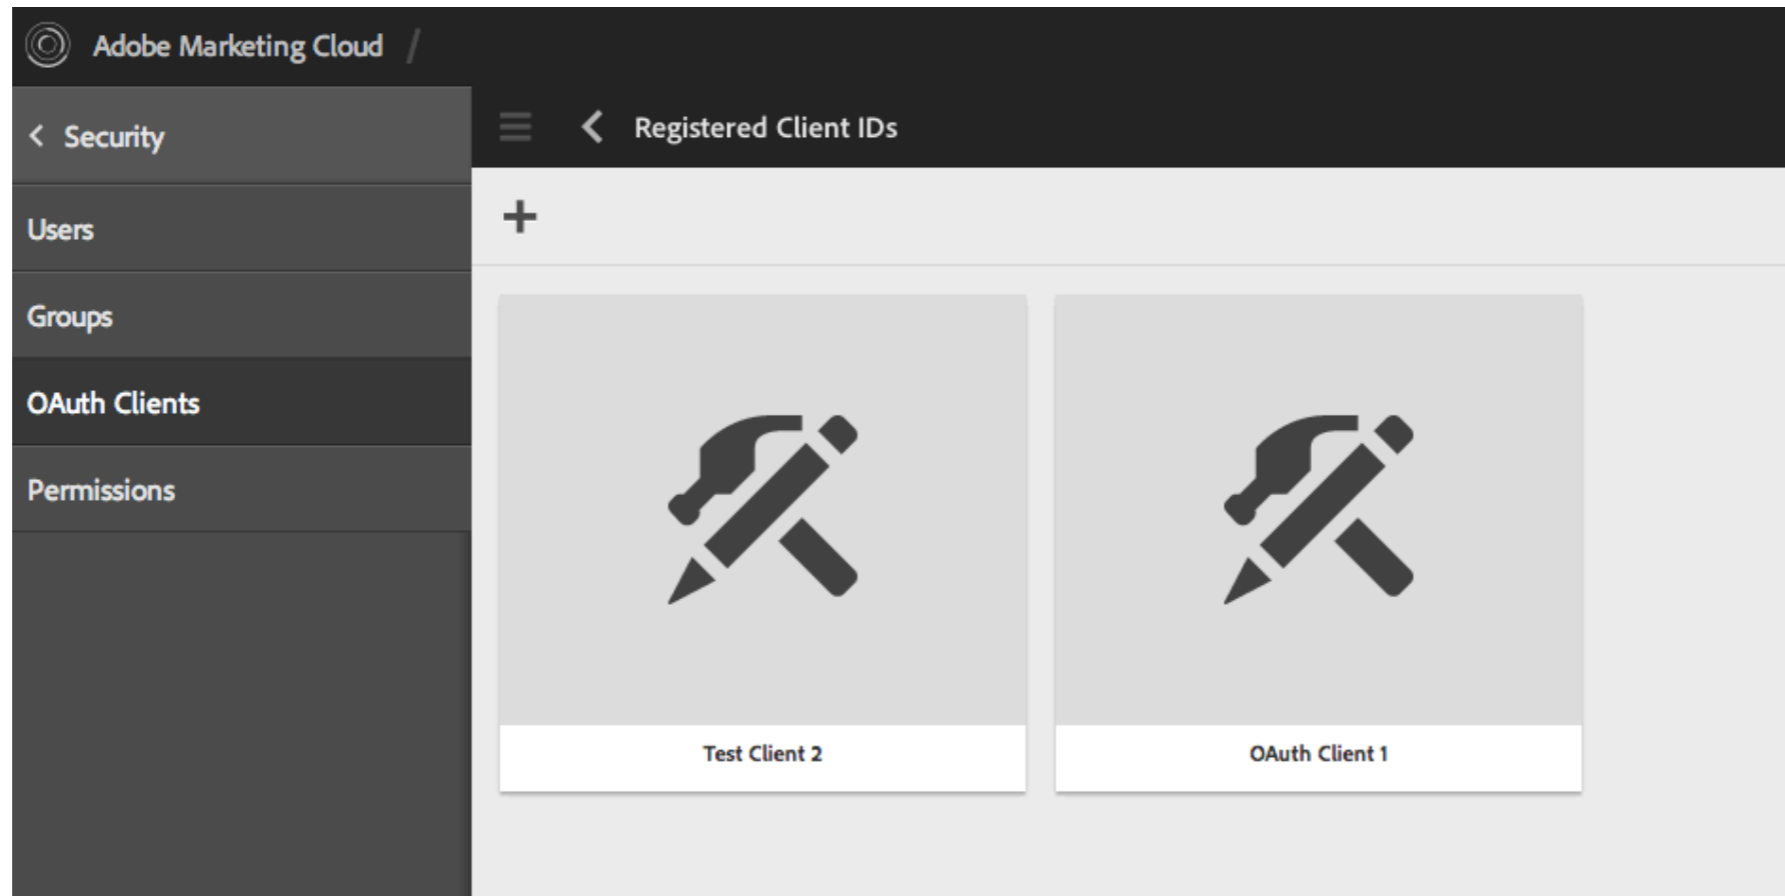 Adobe Marketing Cloud /
Security
Users
Groups
OAuth Clients
Permissions
Registered Client IDs
Test Client 2
OAuth Client 1